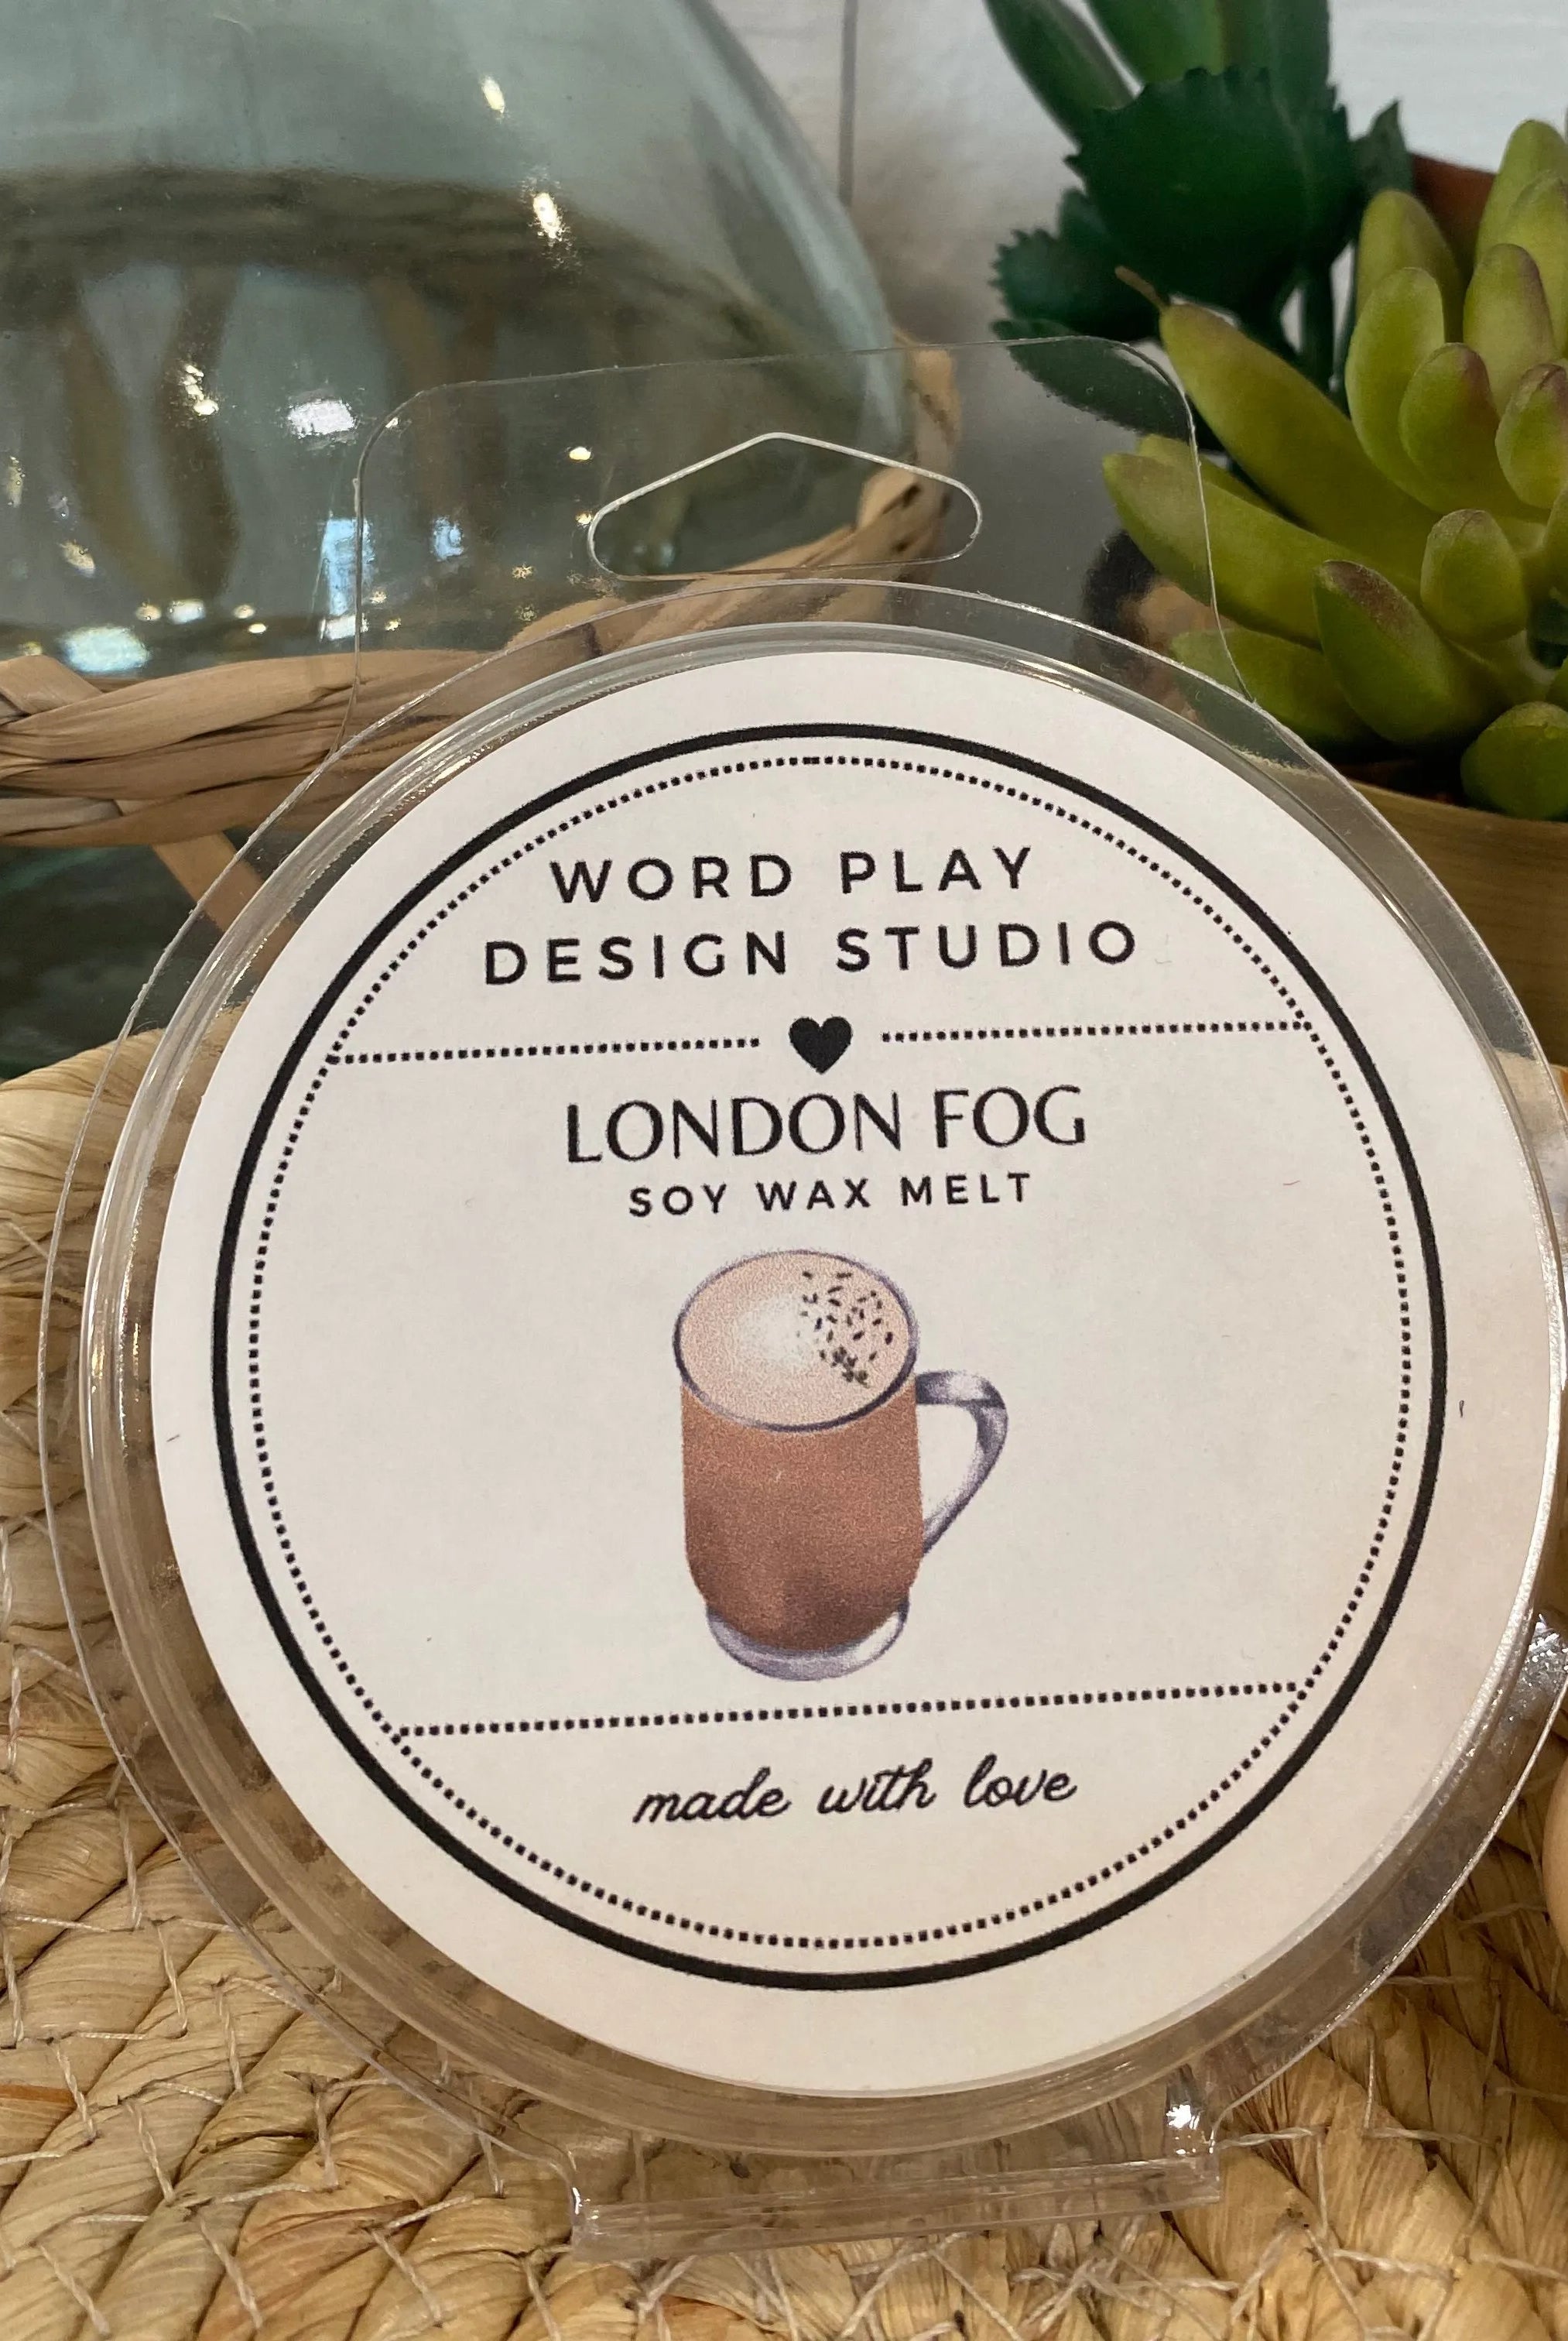 WORD PLAY
DESIGN STUDIO
LONDON FOG
SOY WAX MELT
made with love